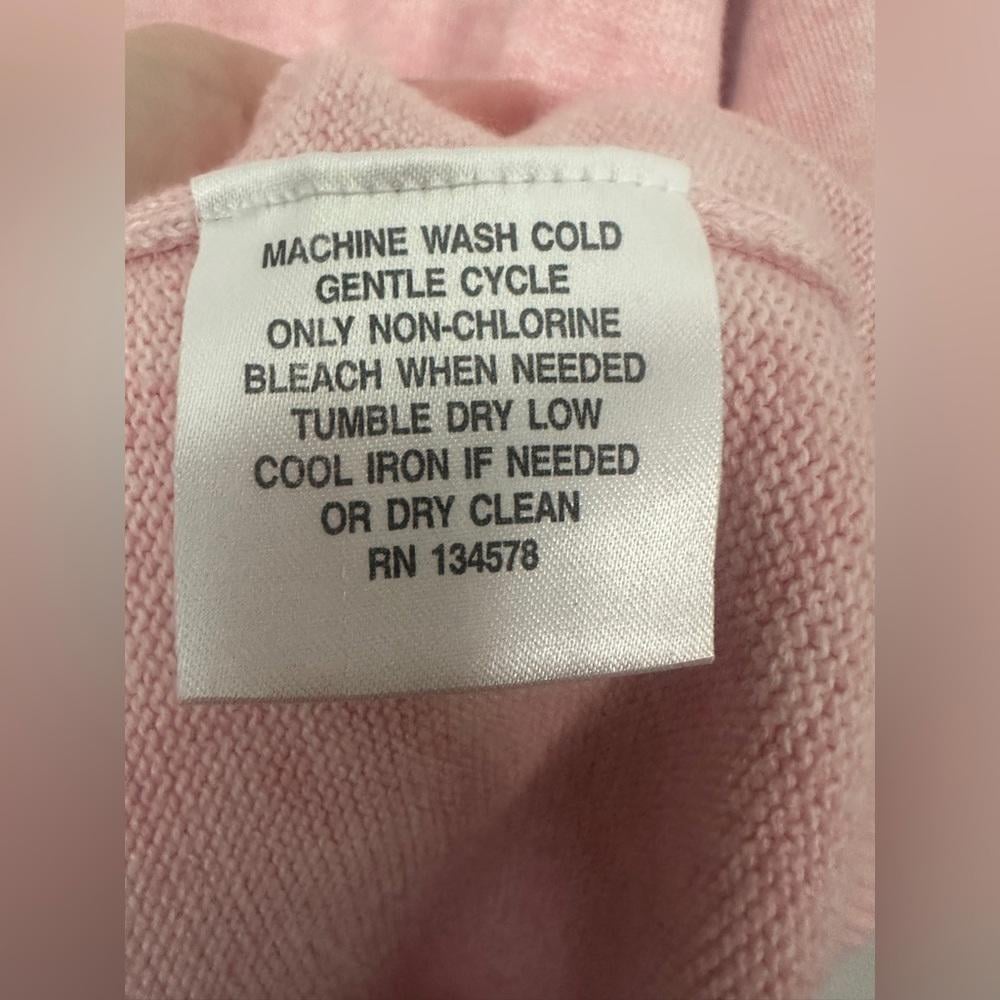 MACHINE WASH COLD
GENTLE CYCLE
ONLY NON-CHLORINE
BLEACH WHEN NEEDED
TUMBLE DRY LOW
COOL IRON IF NEEDED
OR DRY CLEAN
RN 134578